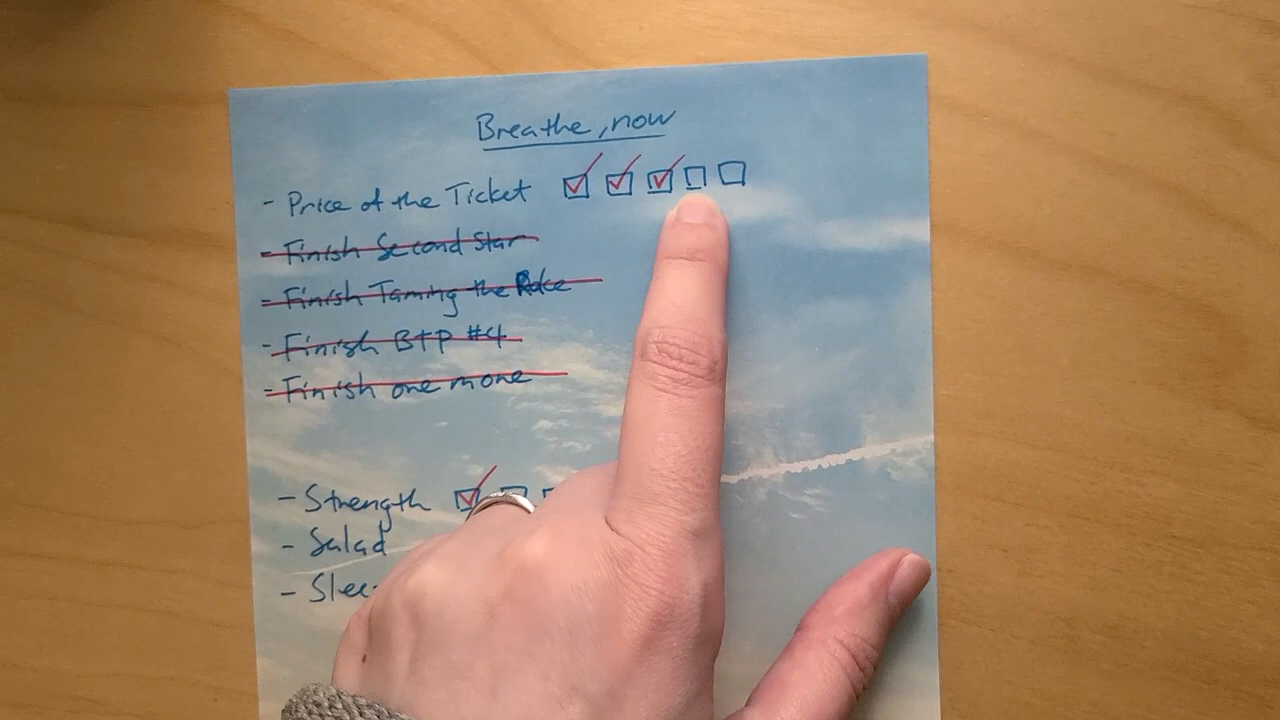 Breathe, now
- Price of the Ticket ☑ ☑ ☑ ☐ ☐
- Finish Second Star
- Finish Taming the
- Finish BTP #4
- Finish one more
- Strength ☑ ☐ ☐
- Salad
- Slee